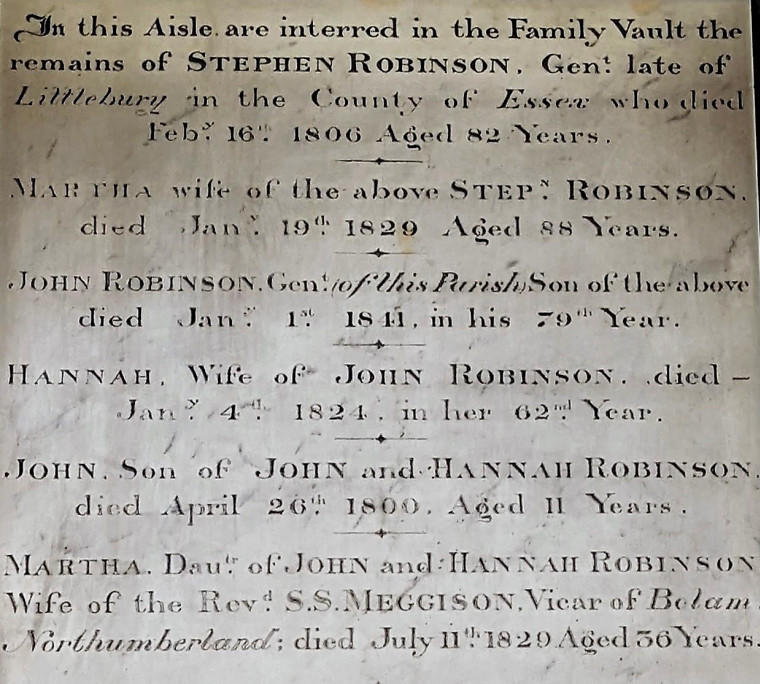 In this Aisle are interred in the Family Vault the
remains of STEPHEN ROBINSON, Gent. late of
Littlebury in the County of Essex who died
Feby. 16th. 1806 Aged 82 Years.
MARTHA wife of the above STEPN. ROBINSON,
died Jany. 19th. 1829 Aged 88 Years.
JOHN ROBINSON, Gent. (of this Parish) Son of the above
died Jany. 1st. 1841, in his 79th Year.
HANNAH, Wife of JOHN ROBINSON, died –
Jany. 4th. 1824, in her 62nd Year.
JOHN, Son of JOHN and HANNAH ROBINSON,
died April 26th. 1800, Aged 11 Years.
MARTHA, Daur. of JOHN and HANNAH ROBINSON
Wife of the Revd. S.S. MEGGISON, Vicar of Bolam
Northumberland; died July 11th. 1829 Aged 36 Years.